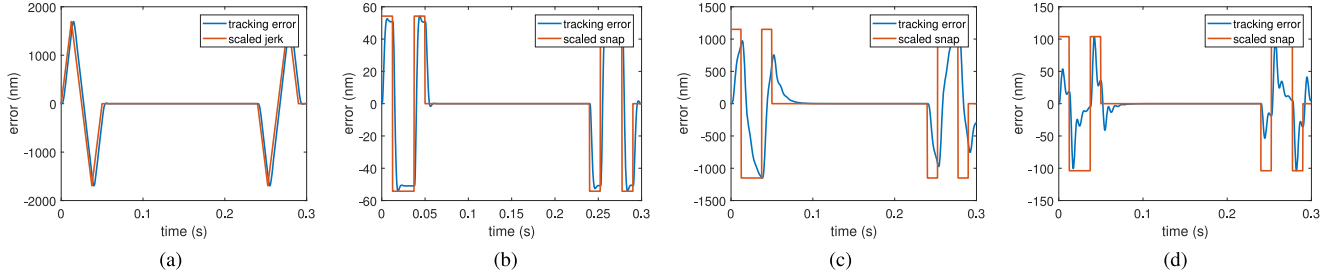 2000
1000
0
-1000
2000
error (nm)
tracking error
scaled jerk
0
0.1
0.2
0.3
time (s)
(a)
60
40
20
0
-20
-40
-60
error (nm)
tracking error
scaled snap
0
0.05
0.1
0.15
0.25
0.3
time (s)
(b)
1500
1000
500
0
-500
-1000
1500
error (nm)
tracking error
scaled snap
0
0.1
0.2
0.3
time (s)
(c)
150
100
50
0
-50
-100
-150
error (nm)
tracking error
scaled snap
0
0.1
0.2
0.3
time (s)
(d)